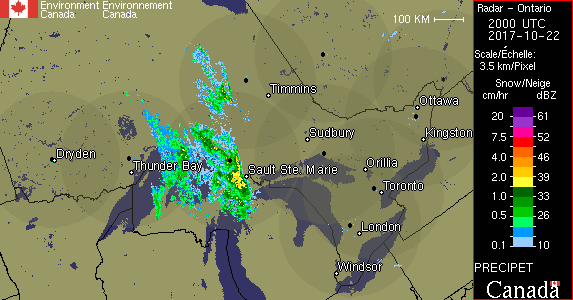 Environment Environnement
Canada Canada
100 KM
Timmins
Ottawa
Sudbury
Kingston
Dryden
Thunder Bay
Sault Ste. Marie
Orillia
Toronto
London
Windsor
Radar - Ontario
2000 UTC
2017-10-22
Scale/Échelle:
3.5 km/Pixel
Snow/Neige
cm/hr dBZ
20 61
7.5 52
4.0 46
2.0 39
1.0 33
0.5 26
0.1 10
PRECIPET
Canada